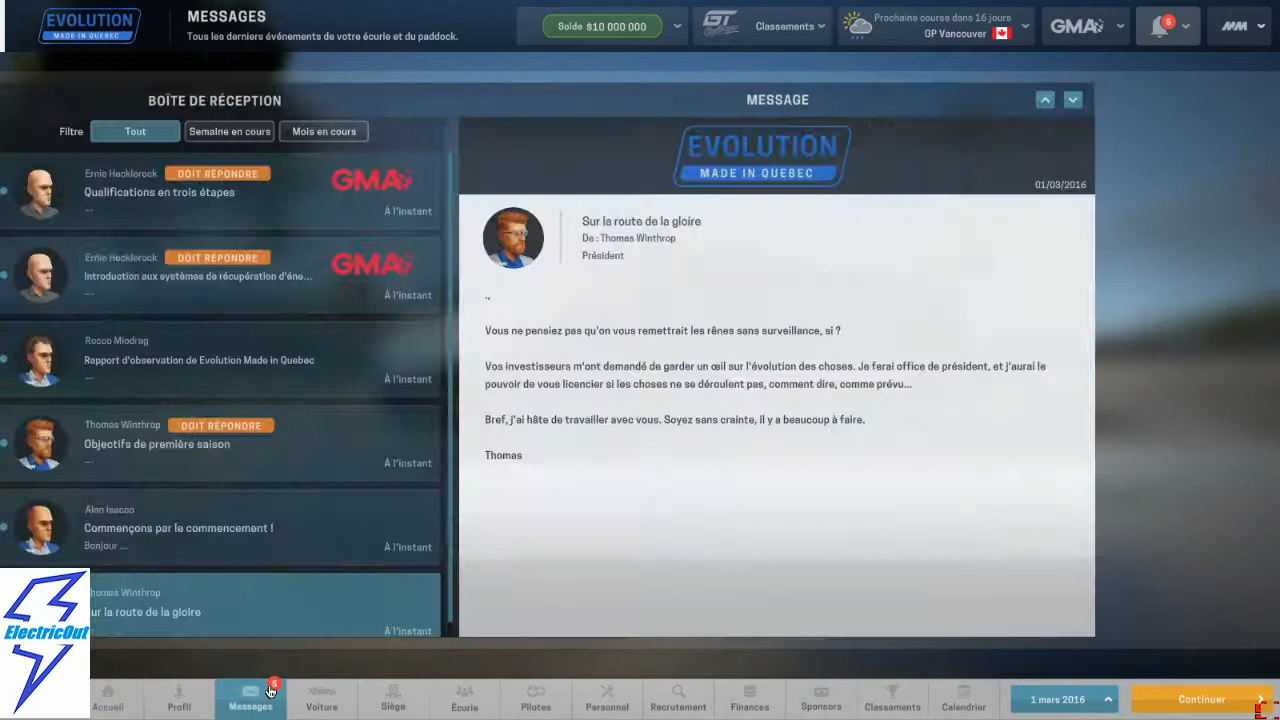 EVOLUTION
MADE IN QUEBEC
MESSAGES
Tous les derniers événements de votre écurie et du paddock.
Solde $10 000 000
GT
Classements
Prochaine course dans 16 jours
GP Vancouver
GMA
6
BOÎTE DE RÉCEPTION
Filtre
Tout
Semaine en cours
Mois en cours
Ernie Hecklerock
DOIT RÉPONDRE
Qualifications en trois étapes
....
GMA
À l'instant
Ernie Hecklerock
DOIT RÉPONDRE
Introduction aux systèmes de récupération d'éne...
....
GMA
À l'instant
Rocco Miodrag
Rapport d'observation de Evolution Made in Quebec
....
À l'instant
Thomas Winthrop
DOIT RÉPONDRE
Objectifs de première saison
....
À l'instant
Alen Isacco
Commençons par le commencement !
Bonjour ....
À l'instant
homas Winthrop
ur la route de la gloire
À l'instant
MESSAGE
EVOLUTION
MADE IN QUEBEC
01/03/2016
Sur la route de la gloire
De : Thomas Winthrop
Président
.,
Vous ne pensiez pas qu'on vous remettrait les rênes sans surveillance, si ?
Vos investisseurs m'ont demandé de garder un œil sur l'évolution des choses. Je ferai office de président, et j'aurai le
pouvoir de vous licencier si les choses ne se déroulent pas, comment dire, comme prévu...
Bref, j'ai hâte de travailler avec vous. Soyez sans crainte, il y a beaucoup à faire.
Thomas
ElectricOut
Accueil
Profil
5
Messages
Voiture
Siège
Écurie
Pilotes
Personnel
Recrutement
Finances
Sponsors
Classements
Calendrier
1 mars 2016
Continuer